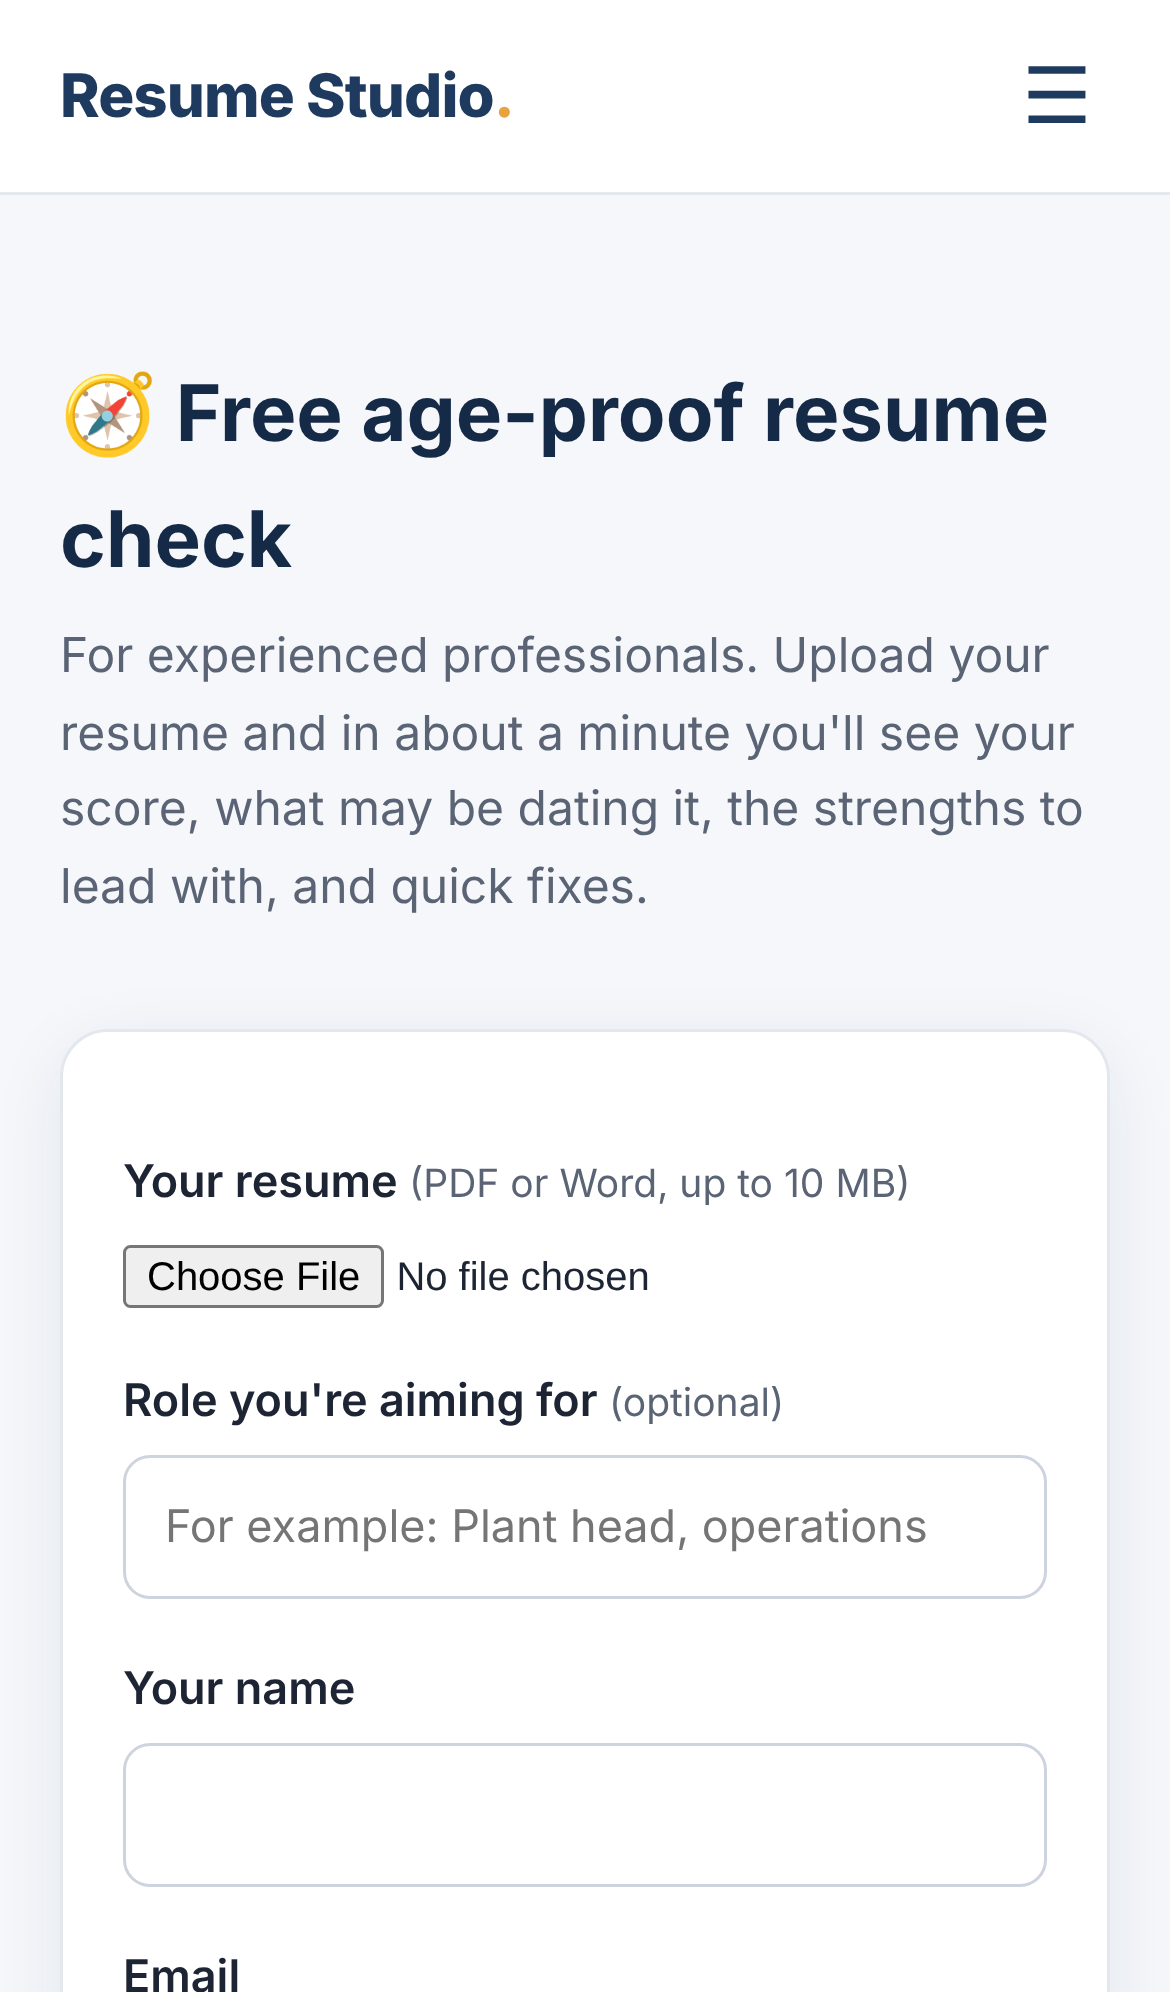 Resume Studio.
Free age-proof resume
check
For experienced professionals. Upload your
resume and in about a minute you'll see your
score, what may be dating it, the strengths to
lead with, and quick fixes.
Your resume (PDF or Word, up to 10 MB)
Choose File No file chosen
Role you're aiming for (optional)
For example: Plant head, operations
Your name
Email